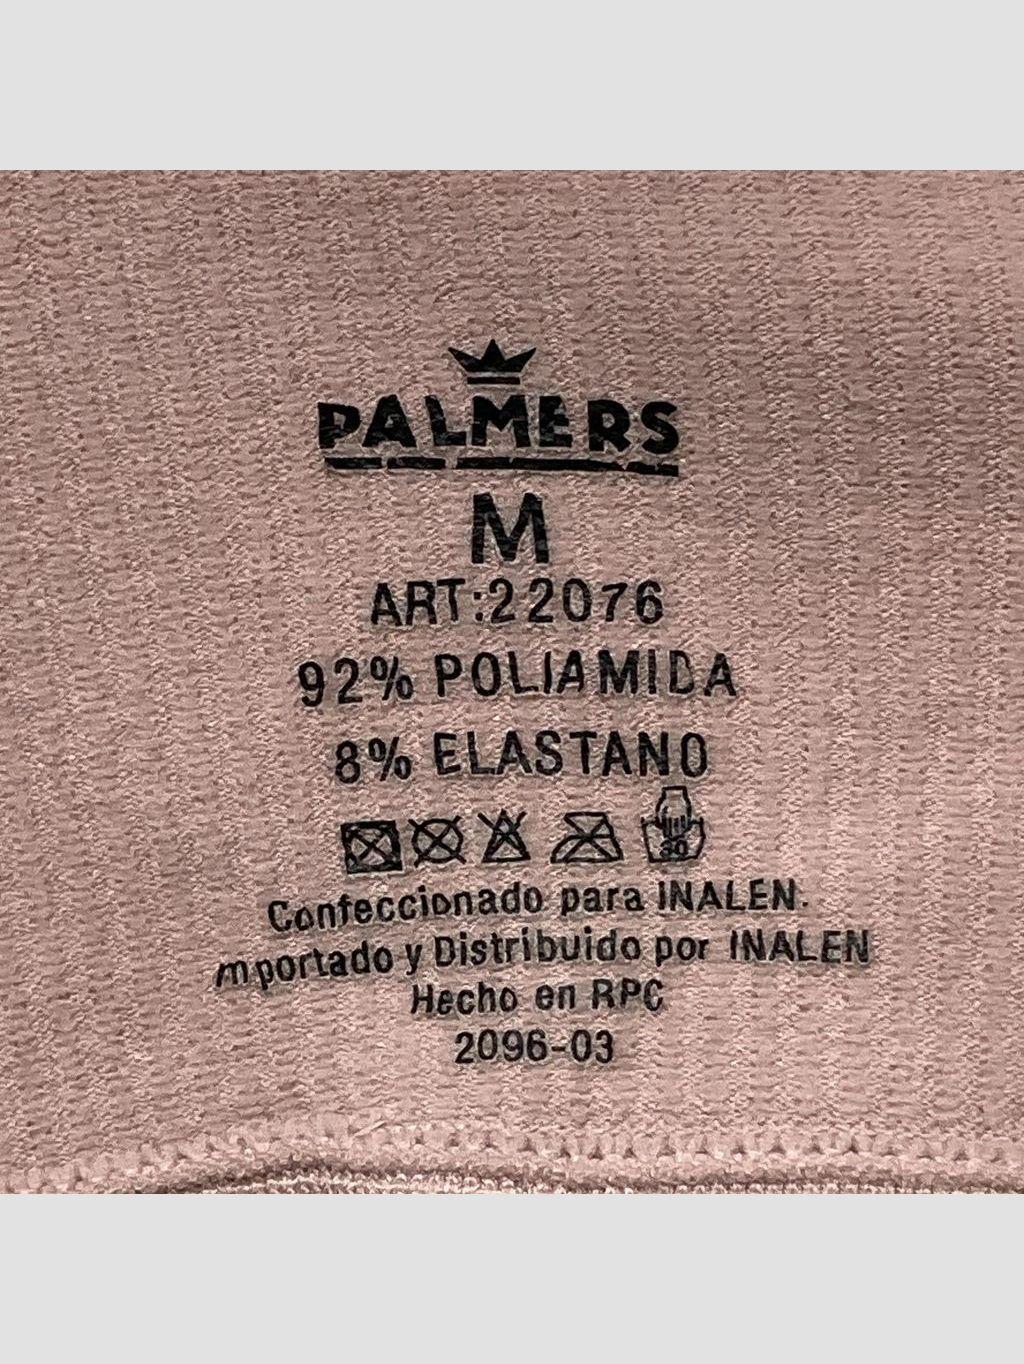 PALMERS
M
ART:22076
92% POLIAMIDA
8% ELASTANO
30
Confeccionado para INALEN.
mportado y Distribuido por INALEN
Hecho en RPC
2096-03